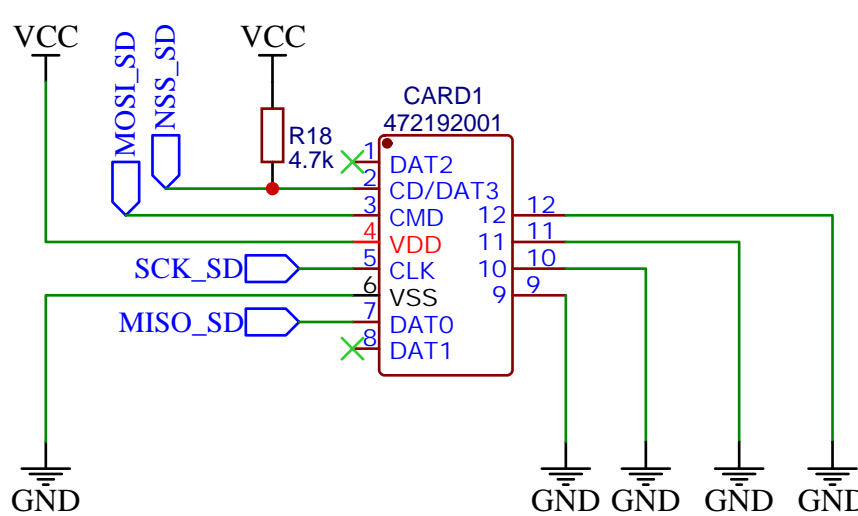 VCC
VCC
MOSI_SD
NSS_SD
CARD1
472192001
R18
4.7k
1
DAT2
2
CD/DAT3
3
CMD
12
12
4
VDD
11
11
SCK_SD
5
CLK
10
10
6
VSS
9
9
MISO_SD
7
DAT0
8
DAT1
GND
GND
GND
GND
GND